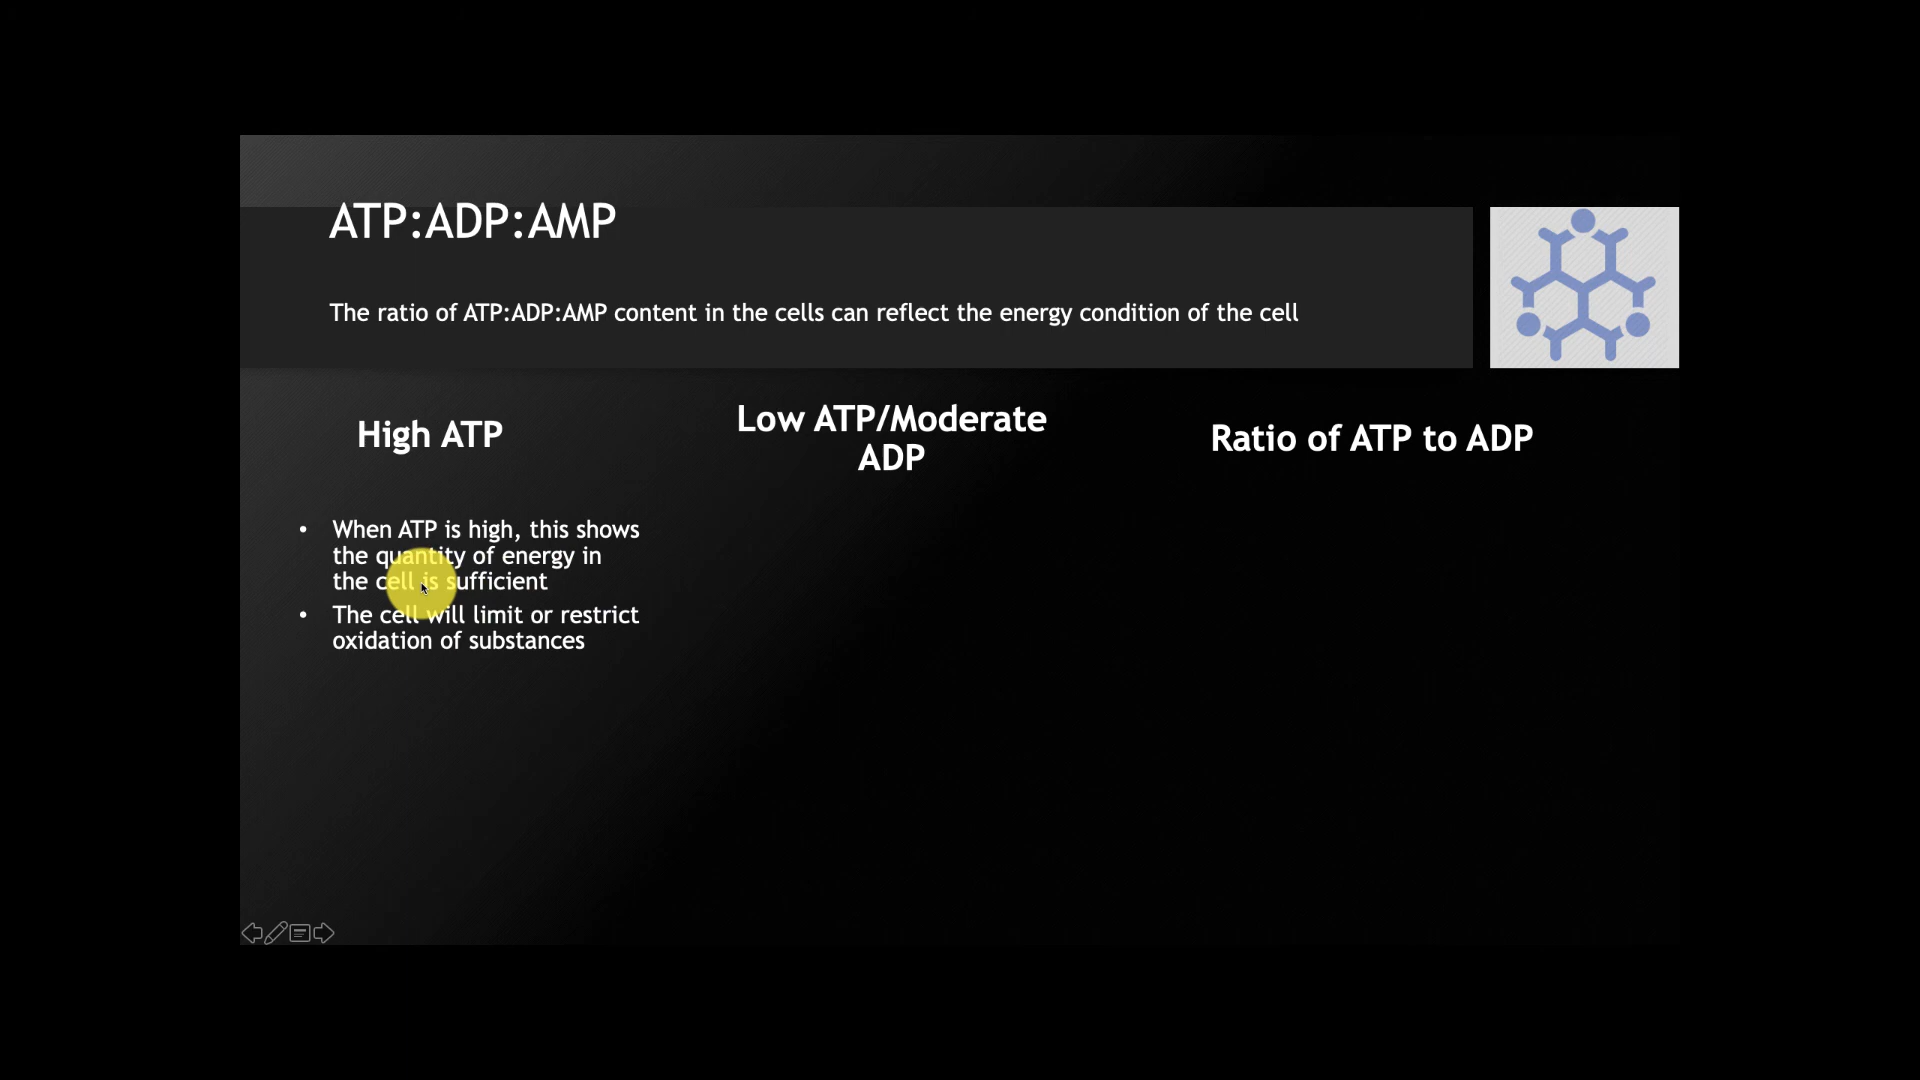 ATP:ADP:AMP
The ratio of ATP:ADP:AMP content in the cells can reflect the energy condition of the cell
High ATP
• When ATP is high, this shows
the quantity of energy in
the cell is sufficient
• The cell will limit or restrict
oxidation of substances
Low ATP/Moderate
ADP
Ratio of ATP to ADP